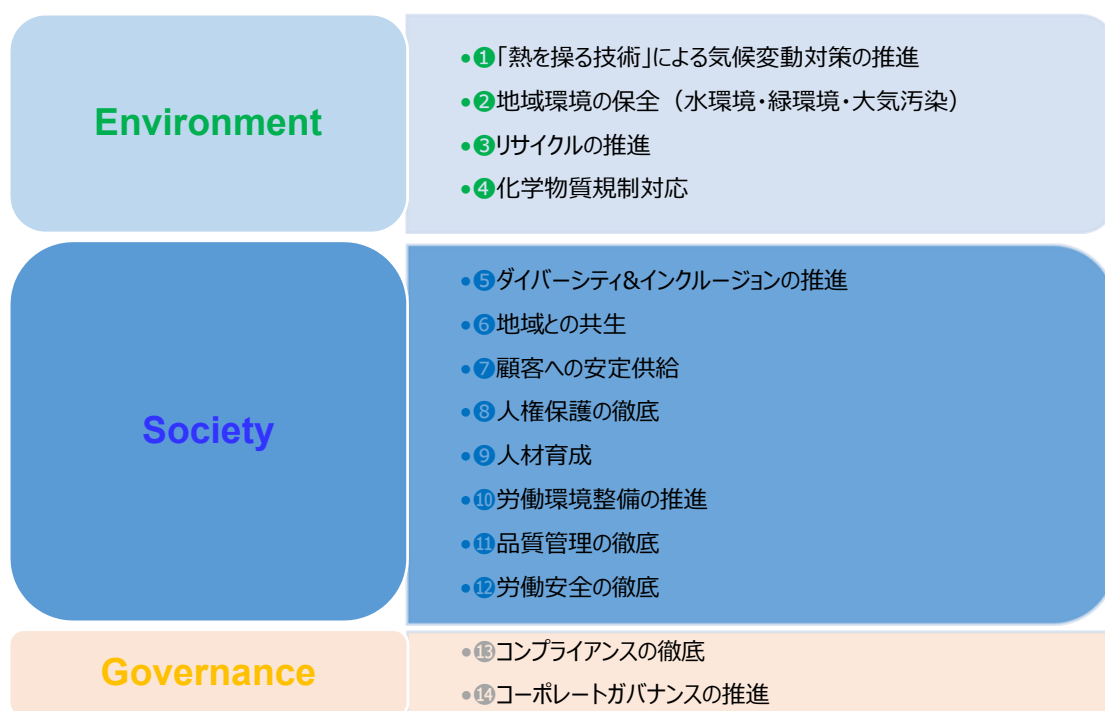 Environment
•❶「熱を操る技術」による気候変動対策の推進
•❷地域環境の保全（水環境・緑環境・大気汚染）
•❸リサイクルの推進
•❹化学物質規制対応
Society
•❺ダイバーシティ&インクルージョンの推進
•❻地域との共生
•❼顧客への安定供給
•❽人権保護の徹底
•❾人材育成
•❿労働環境整備の推進
•⓫品質管理の徹底
•⓬労働安全の徹底
Governance
•⓭コンプライアンスの徹底
•⓮コーポレートガバナンスの推進